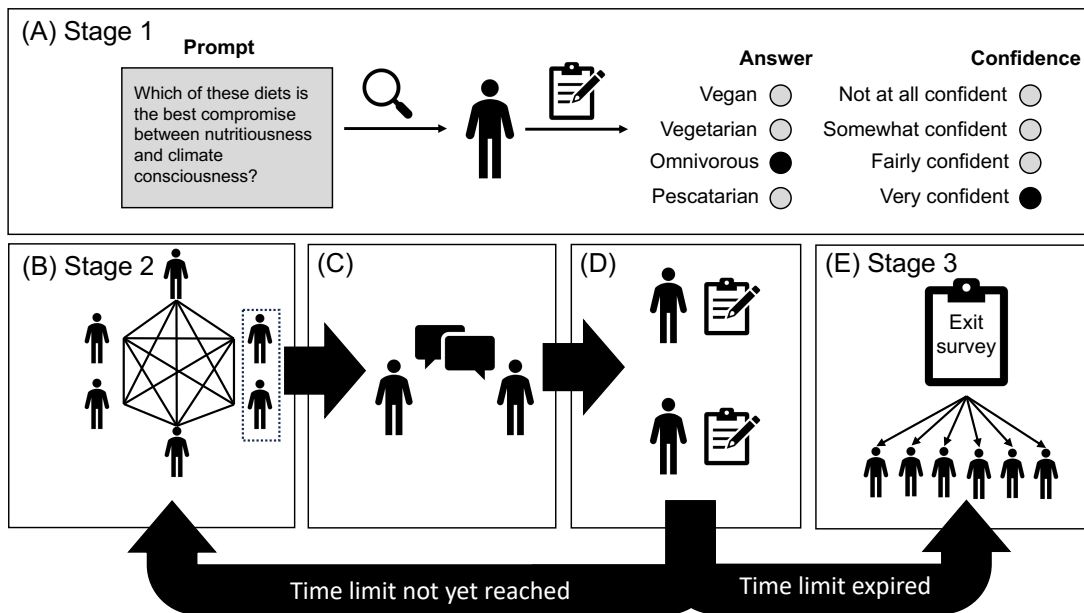 (A) Stage 1
Prompt
Which of these diets is
the best compromise
between nutritiousness
and climate
consciousness?
Answer
Vegan
Vegetarian
Omnivorous
Pescatarian
Confidence
Not at all confident
Somewhat confident
Fairly confident
Very confident
(B) Stage 2
(C)
(D)
(E) Stage 3
Exit
survey
Time limit not yet reached
Time limit expired